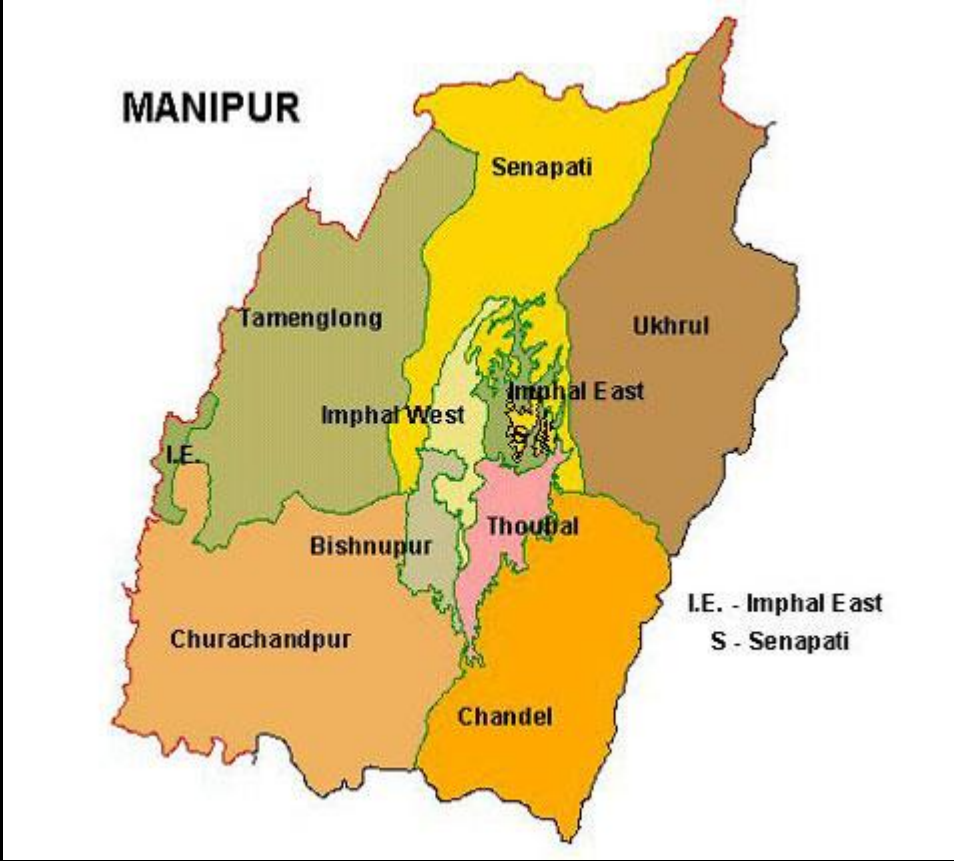 MANIPUR
Senapati
Tamenglong
Ukhrul
Imphal East
Imphal West
S
I.E.
Thoubal
Bishnupur
I.E. - Imphal East
S - Senapati
Churachandpur
Chandel